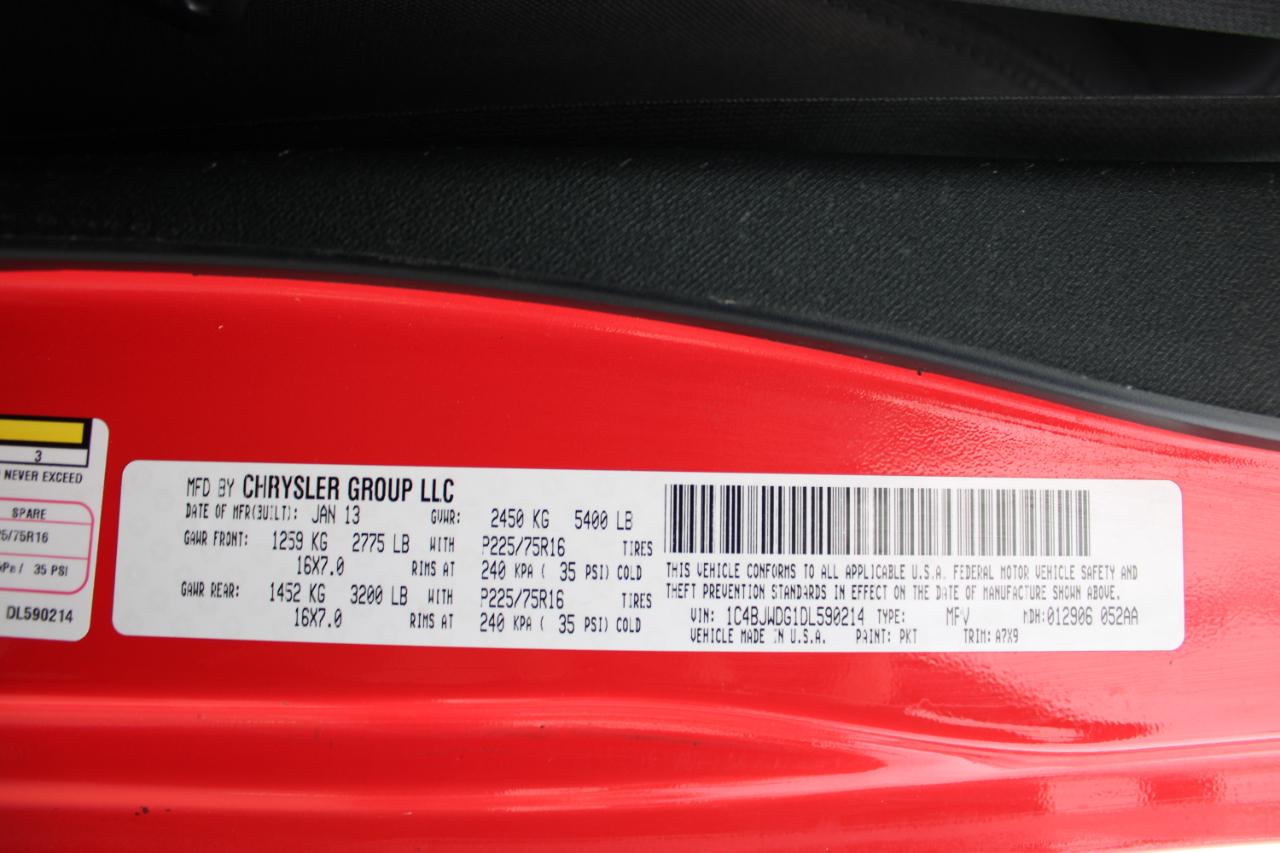 3
NEVER EXCEED
SPARE
5/75R16
kPa / 35 PSI
DL590214
MFD BY CHRYSLER GROUP LLC
DATE OF MFR(BUILT): JAN 13 GVWR: 2450 KG 5400 LB
GAWR FRONT: 1259 KG 2775 LB WITH P225/75R16 TIRES
16X7.0 RIMS AT 240 KPA ( 35 PSI) COLD
GAWR REAR: 1452 KG 3200 LB WITH P225/75R16 TIRES
16X7.0 RIMS AT 240 KPA ( 35 PSI) COLD
THIS VEHICLE CONFORMS TO ALL APPLICABLE U.S.A. FEDERAL MOTOR VEHICLE SAFETY AND
THEFT PREVENTION STANDARDS IN EFFECT ON THE DATE OF MANUFACTURE SHOWN ABOVE.
VIN: 1C4BJWDG1DL590214 TYPE: MPV MDH: 012906 052AA
VEHICLE MADE IN U.S.A. PAINT: PKT TRIM: A7X9